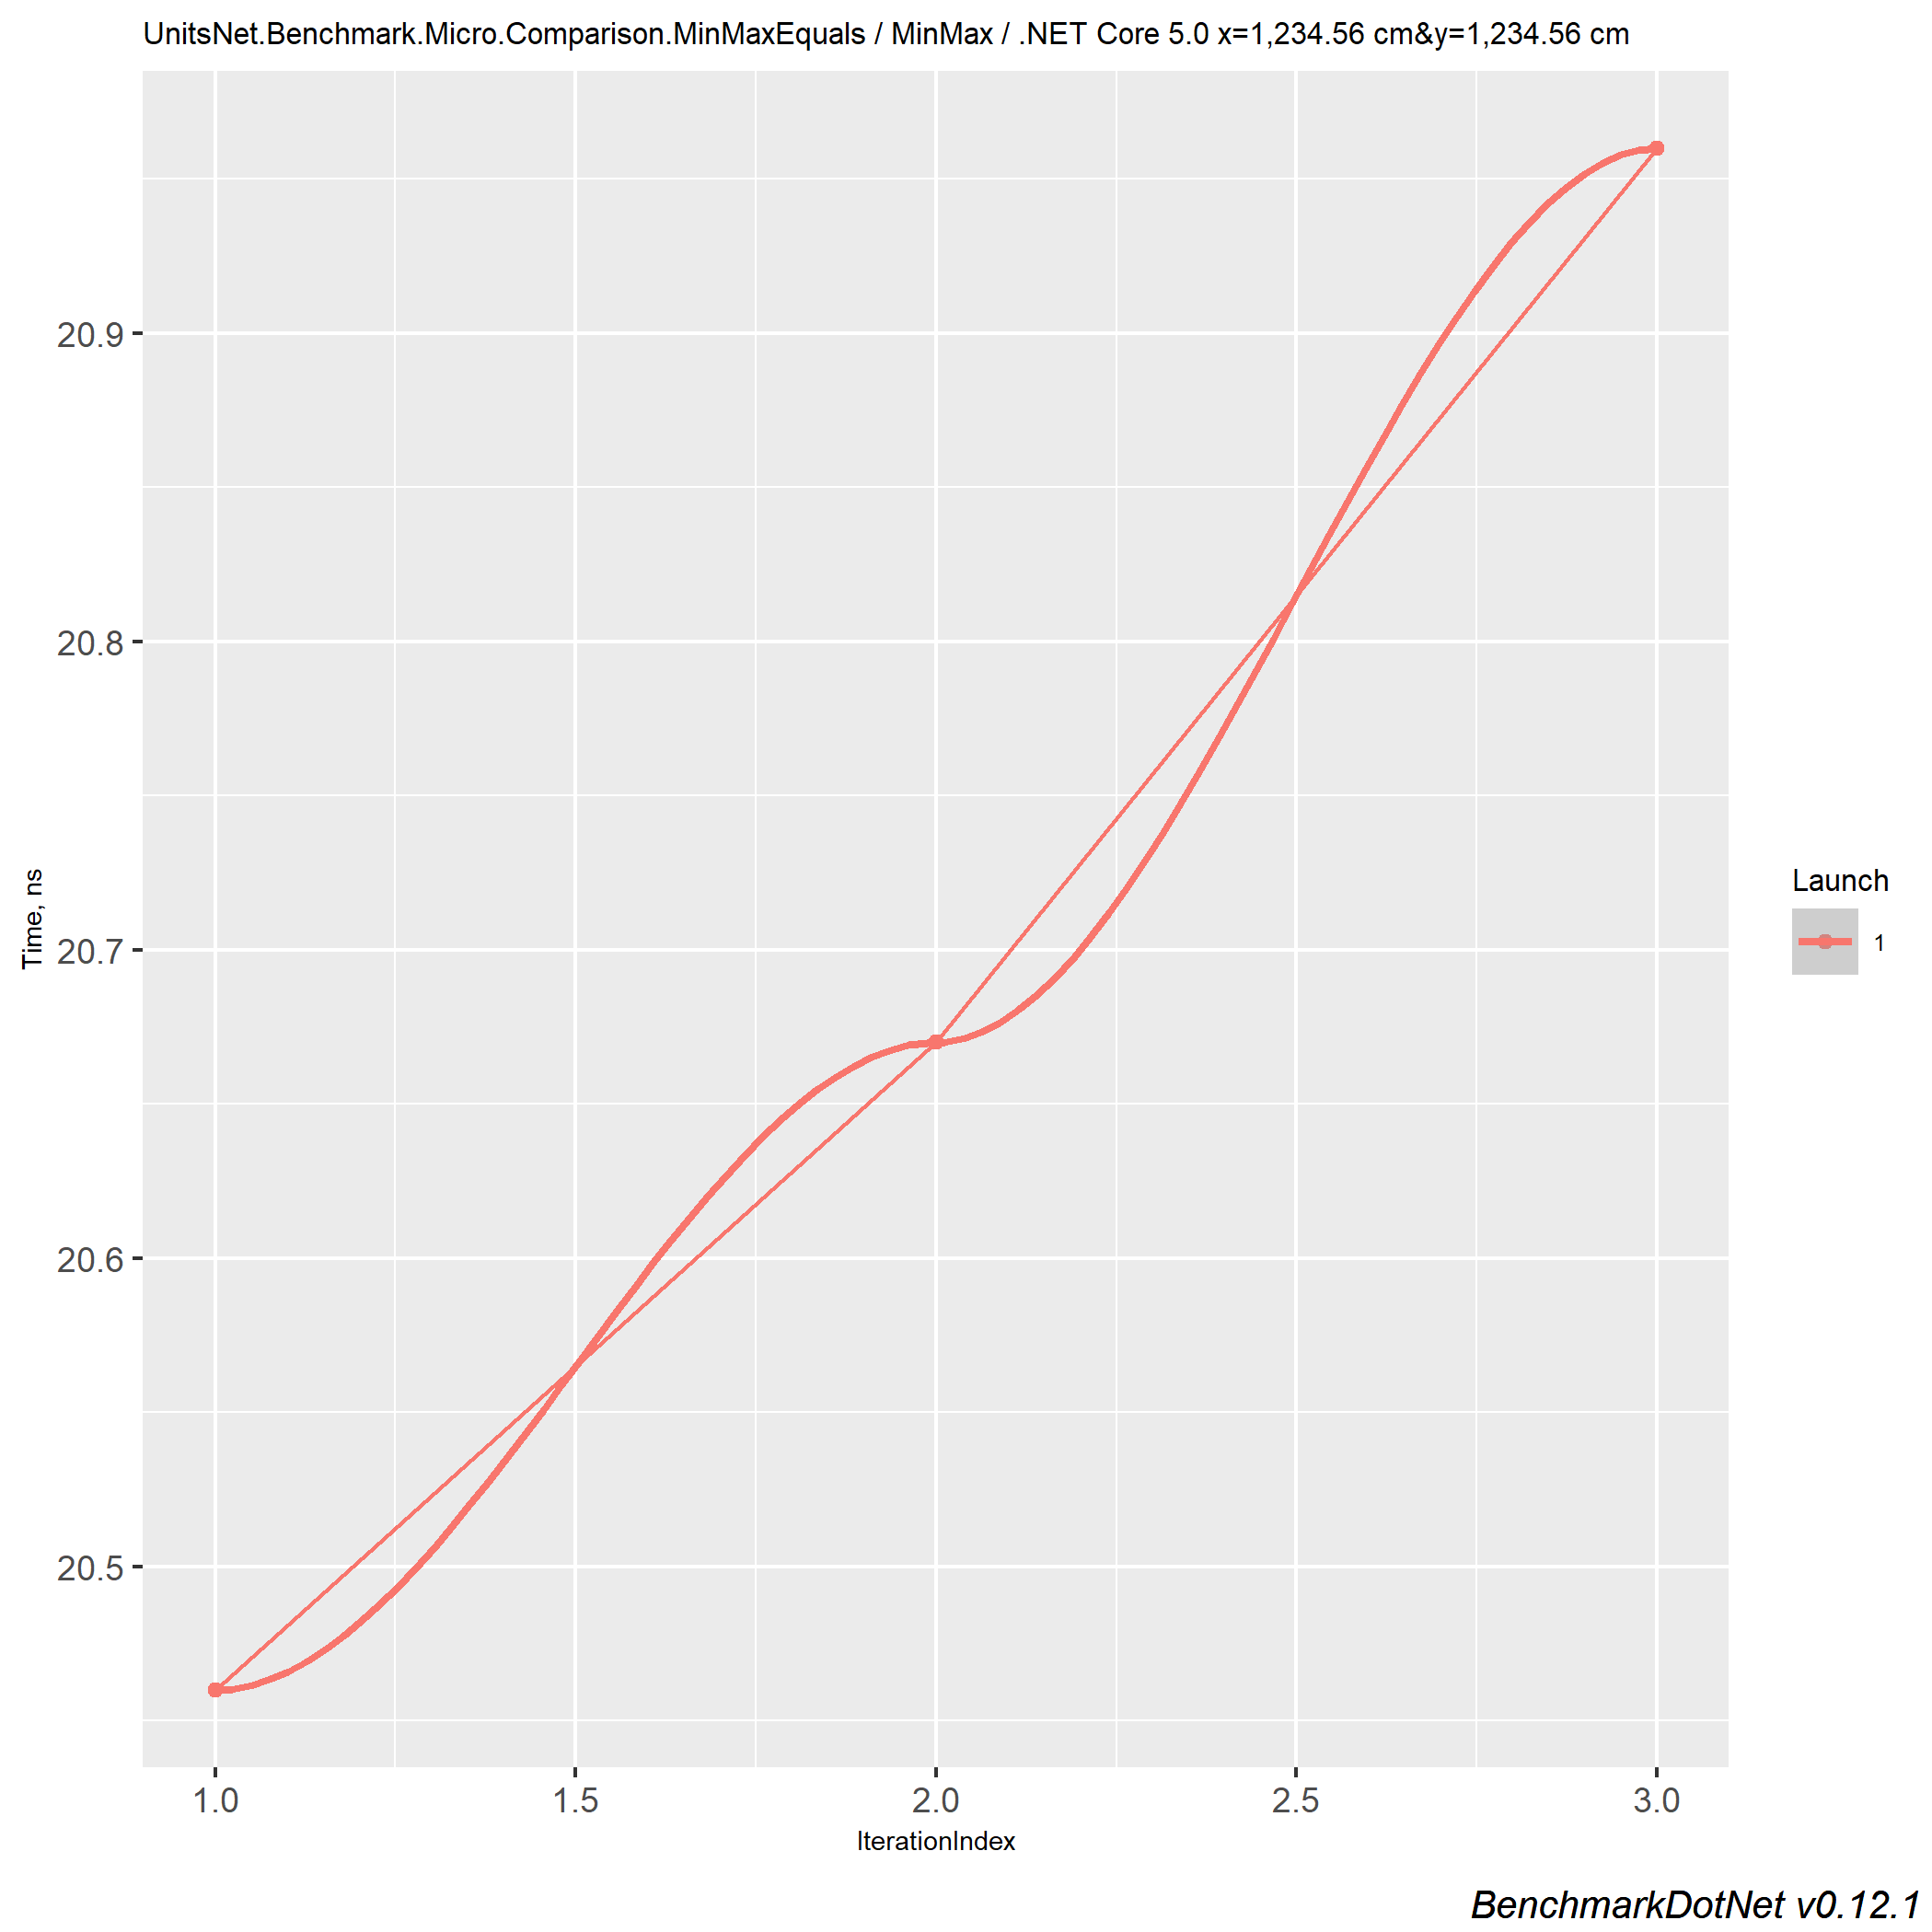 UnitsNet.Benchmark.Micro.Comparison.MinMaxEquals / MinMax / .NET Core 5.0 x=1,234.56 cm&y=1,234.56 cm
20.9
20.8
20.7
20.6
20.5
Time, ns
1.0 1.5 2.0 2.5 3.0
IterationIndex
Launch
1
BenchmarkDotNet v0.12.1